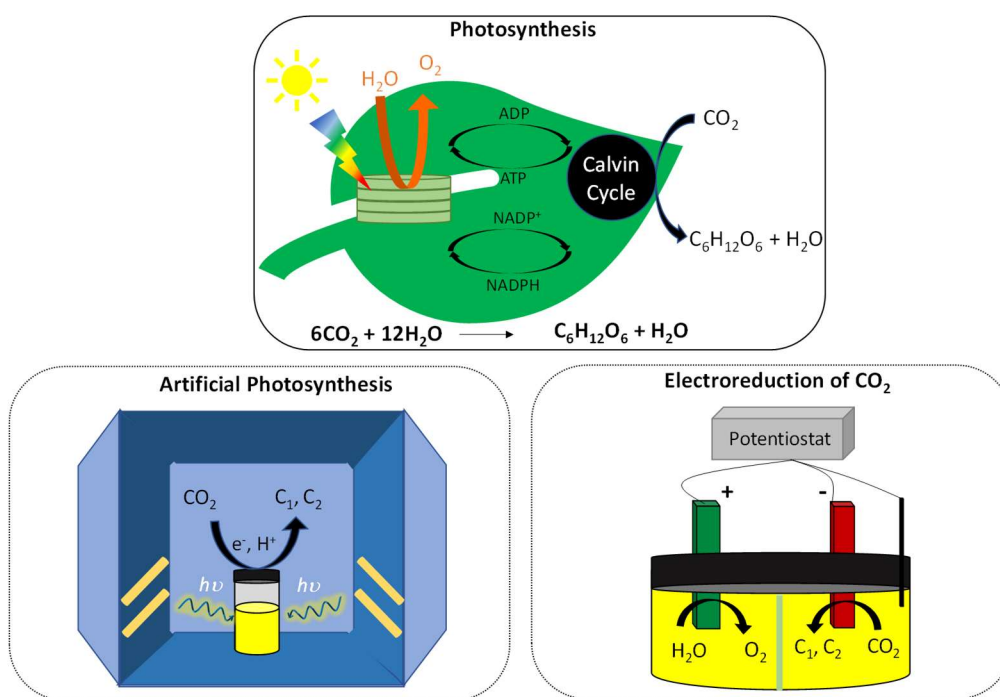 Photosynthesis
H₂O
O₂
ADP
ATP
NADP⁺
NADPH
Calvin
Cycle
CO₂
C₆H₁₂O₆ + H₂O
6CO₂ + 12H₂O → C₆H₁₂O₆ + H₂O
Artificial Photosynthesis
CO₂
C₁, C₂
e⁻, H⁺
hυ
hυ
Electroreduction of CO₂
Potentiostat
+
-
H₂O
O₂
C₁, C₂
CO₂